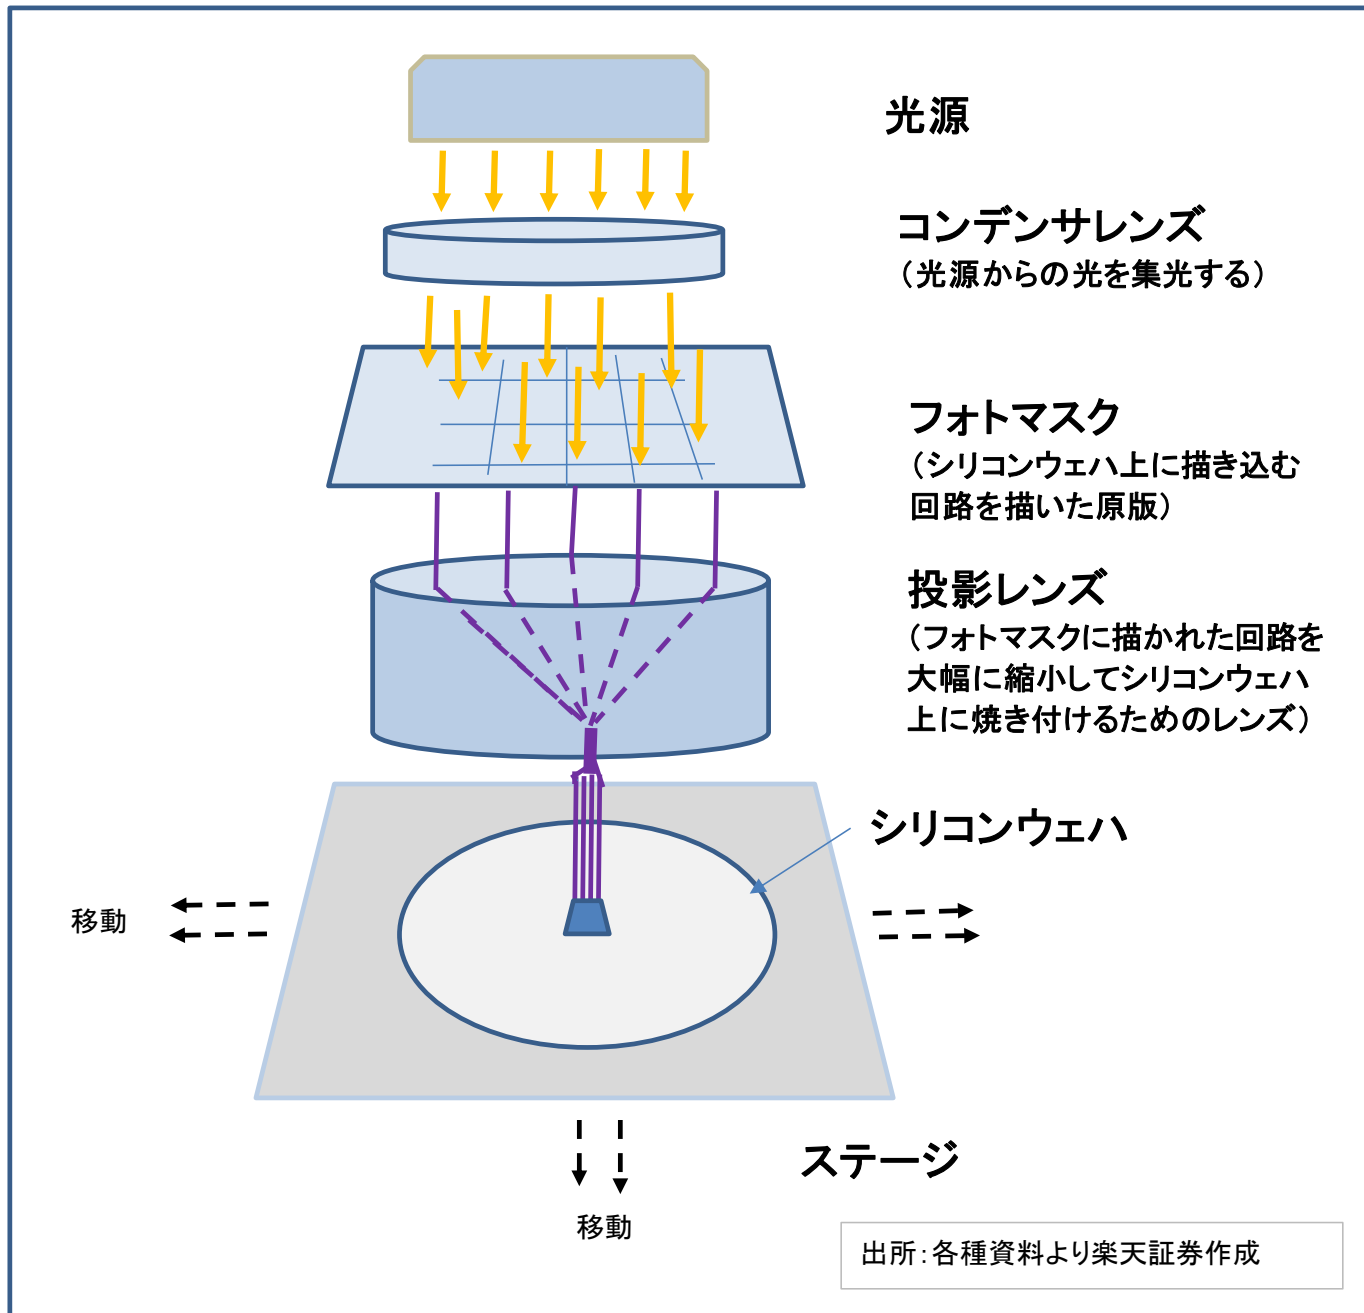 光源
コンデンサレンズ
（光源からの光を集光する）
フォトマスク
（シリコンウェハ上に描き込む
回路を描いた原版）
投影レンズ
（フォトマスクに描かれた回路を
大幅に縮小してシリコンウェハ
上に焼き付けるためのレンズ）
シリコンウェハ
移動
ステージ
移動
出所：各種資料より楽天証券作成